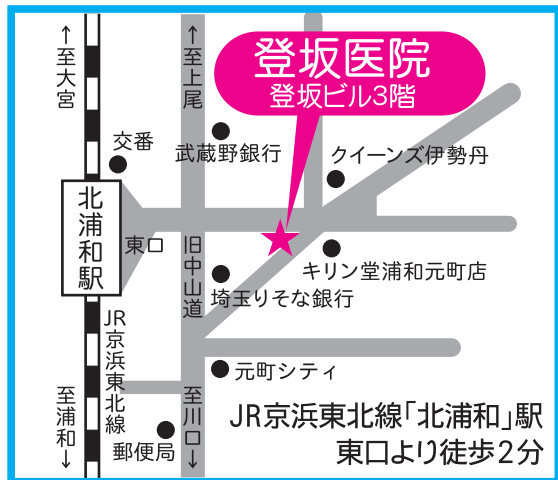 ↑至大宮
↑至上尾
登坂医院
登坂ビル3階
交番
武蔵野銀行
クイーンズ伊勢丹
北浦和駅
東口
旧中山道
キリン堂浦和元町店
埼玉りそな銀行
JR京浜東北線
元町シティ
至浦和↓
至川口↓
郵便局
JR京浜東北線「北浦和」駅
東口より徒歩2分